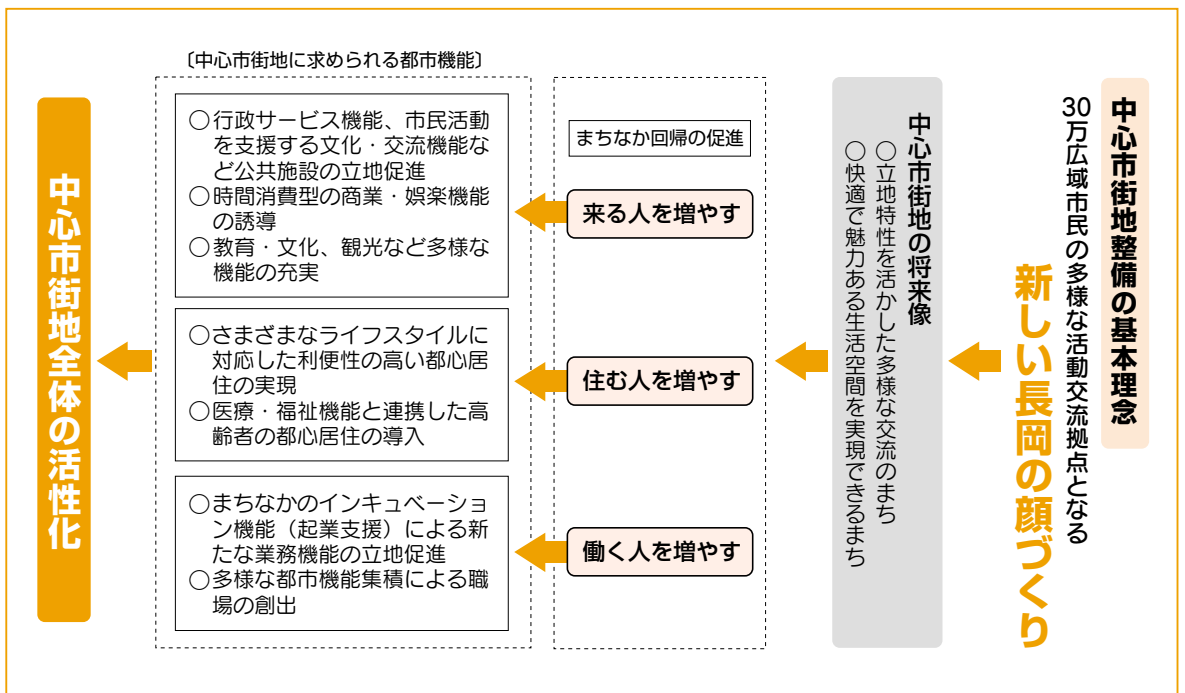 中心市街地整備の基本理念
30万広域市民の多様な活動交流拠点となる
新しい長岡の顔づくり
中心市街地の将来像
○立地特性を活かした多様な交流のまち
○快適で魅力ある生活空間を実現できるまち
まちなか回帰の促進
来る人を増やす
住む人を増やす
働く人を増やす
〔中心市街地に求められる都市機能〕
○行政サービス機能、市民活動
を支援する文化・交流機能な
ど公共施設の立地促進
○時間消費型の商業・娯楽機能
の誘導
○教育・文化、観光など多様な
機能の充実
○さまざまなライフスタイルに
対応した利便性の高い都心居
住の実現
○医療・福祉機能と連携した高
齢者の都心居住の導入
○まちなかのインキュベーショ
ン機能（起業支援）による新
たな業務機能の立地促進
○多様な都市機能集積による職
場の創出
中心市街地全体の活性化